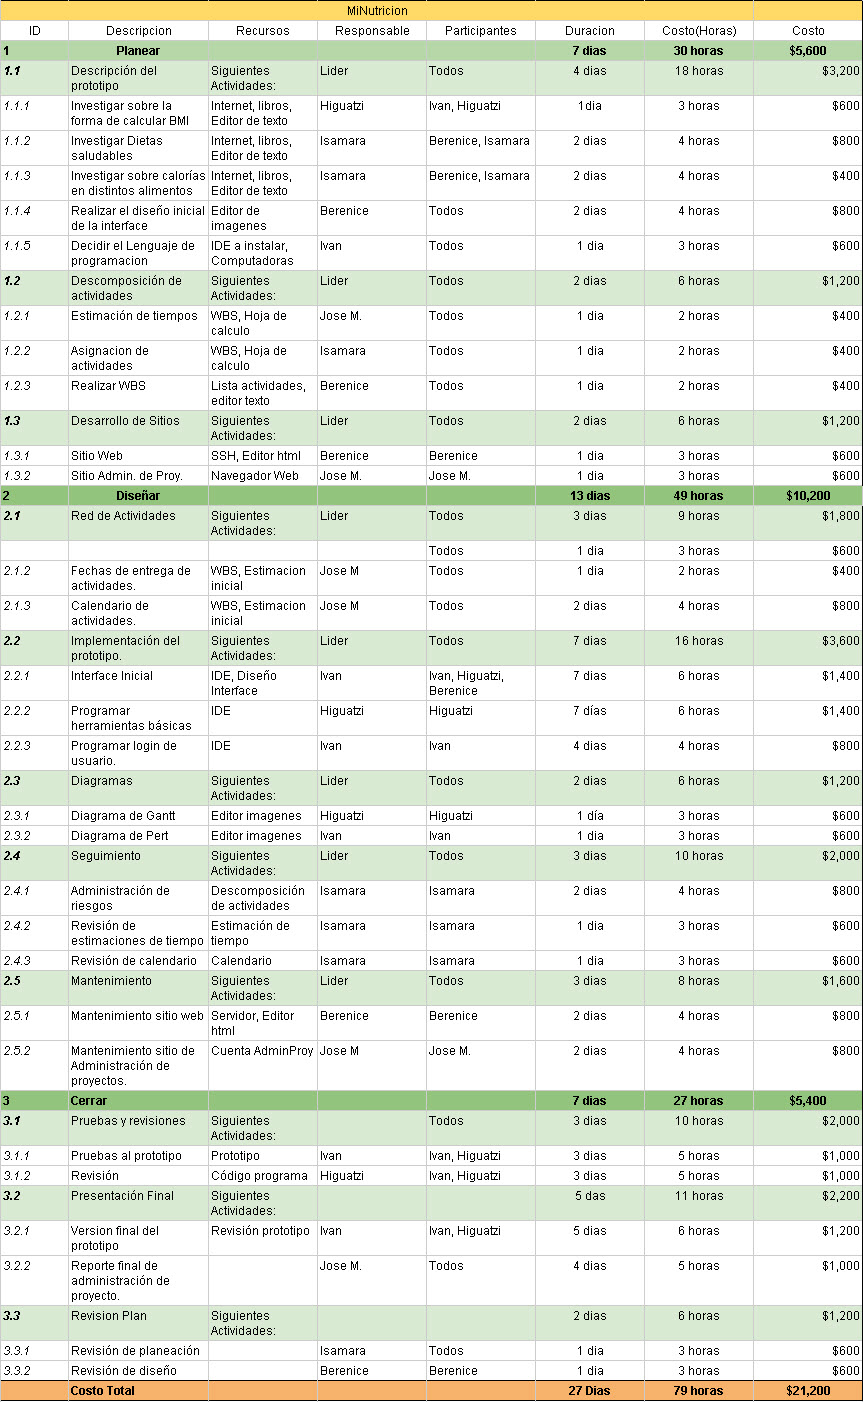 MiNutricion
ID Descripcion Recursos Responsable Participantes Duracion Costo(Horas) Costo
1 Planear 7 dias 30 horas $5,600
1.1 Descripción del prototipo Siguientes Actividades: Lider Todos 4 dias 18 horas $3,200
1.1.1 Investigar sobre la forma de calcular BMI Internet, libros, Editor de texto Higuatzi Ivan, Higuatzi 1dia 3 horas $600
1.1.2 Investigar Dietas saludables Internet, libros, Editor de texto Isamara Berenice, Isamara 2 dias 4 horas $800
1.1.3 Investigar sobre calorías en distintos alimentos Internet, libros, Editor de texto Isamara Berenice, Isamara 2 dias 4 horas $400
1.1.4 Realizar el diseño inicial de la interface Editor de imagenes Berenice Todos 2 dias 4 horas $800
1.1.5 Decidir el Lenguaje de programacion IDE a instalar, Computadoras Ivan Todos 1 dia 3 horas $600
1.2 Descomposición de actividades Siguientes Actividades: Lider Todos 2 dias 6 horas $1,200
1.2.1 Estimación de tiempos WBS, Hoja de calculo Jose M. Todos 1 dia 2 horas $400
1.2.2 Asignacion de actividades WBS, Hoja de calculo Isamara Todos 1 dia 2 horas $400
1.2.3 Realizar WBS Lista actividades, editor texto Berenice Todos 1 dia 2 horas $400
1.3 Desarrollo de Sitios Siguientes Actividades: Lider Todos 2 dias 6 horas $1,200
1.3.1 Sitio Web SSH, Editor html Berenice Berenice 1 dia 3 horas $600
1.3.2 Sitio Admin. de Proy. Navegador Web Jose M. Jose M. 1 dia 3 horas $600
2 Diseñar 13 dias 49 horas $10,200
2.1 Red de Actividades Siguientes Actividades: Lider Todos 3 dias 9 horas $1,800
Todos 1 dia 3 horas $600
2.1.2 Fechas de entrega de actividades. WBS, Estimacion inicial Jose M Todos 1 dia 2 horas $400
2.1.3 Calendario de actividades. WBS, Estimacion inicial Jose M Todos 2 dias 4 horas $800
2.2 Implementación del prototipo. Siguientes Actividades: Lider Todos 7 dias 16 horas $3,600
2.2.1 Interface Inicial IDE, Diseño Interface Ivan Ivan, Higuatzi, Berenice 7 dias 6 horas $1,400
2.2.2 Programar herramientas básicas IDE Higuatzi Higuatzi 7 días 6 horas $1,400
2.2.3 Programar login de usuario. IDE Ivan Ivan 4 dias 4 horas $800
2.3 Diagramas Siguientes Actividades: Lider Todos 2 dias 6 horas $1,200
2.3.1 Diagrama de Gantt Editor imagenes Higuatzi Higuatzi 1 día 3 horas $600
2.3.2 Diagrama de Pert Editor imagenes Ivan Ivan 1 dia 3 horas $600
2.4 Seguimiento Siguientes Actividades: Lider Todos 3 dias 10 horas $2,000
2.4.1 Administración de riesgos Descomposición de actividades Isamara Isamara 2 dias 4 horas $800
2.4.2 Revisión de estimaciones de tiempo Estimación de tiempo Isamara Isamara 1 dia 3 horas $600
2.4.3 Revisión de calendario Calendario Isamara Isamara 1 dia 3 horas $600
2.5 Mantenimiento Siguientes Actividades: Lider Todos 3 dias 8 horas $1,600
2.5.1 Mantenimiento sitio web Servidor, Editor html Berenice Berenice 2 dias 4 horas $800
2.5.2 Mantenimiento sitio de Administración de proyectos. Cuenta AdminProy Jose M Jose M. 2 dias 4 horas $800
3 Cerrar 7 dias 27 horas $5,400
3.1 Pruebas y revisiones Siguientes Actividades: Todos 3 dias 10 horas $2,000
3.1.1 Pruebas al prototipo Prototipo Ivan Ivan, Higuatzi 3 dias 5 horas $1,000
3.1.2 Revisión Código programa Higuatzi Ivan, Higuatzi 3 dias 5 horas $1,000
3.2 Presentación Final Siguientes Actividades: 5 das 11 horas $2,200
3.2.1 Version final del prototipo Revisión prototipo Ivan Ivan, Higuatzi 5 dias 6 horas $1,200
3.2.2 Reporte final de administración de proyecto. Jose M. Todos 4 dias 5 horas $1,000
3.3 Revision Plan Siguientes Actividades: 2 dias 6 horas $1,200
3.3.1 Revisión de planeación Isamara Todos 1 dia 3 horas $600
3.3.2 Revisión de diseño Berenice Berenice 1 dia 3 horas $600
Costo Total 27 Dias 79 horas $21,200